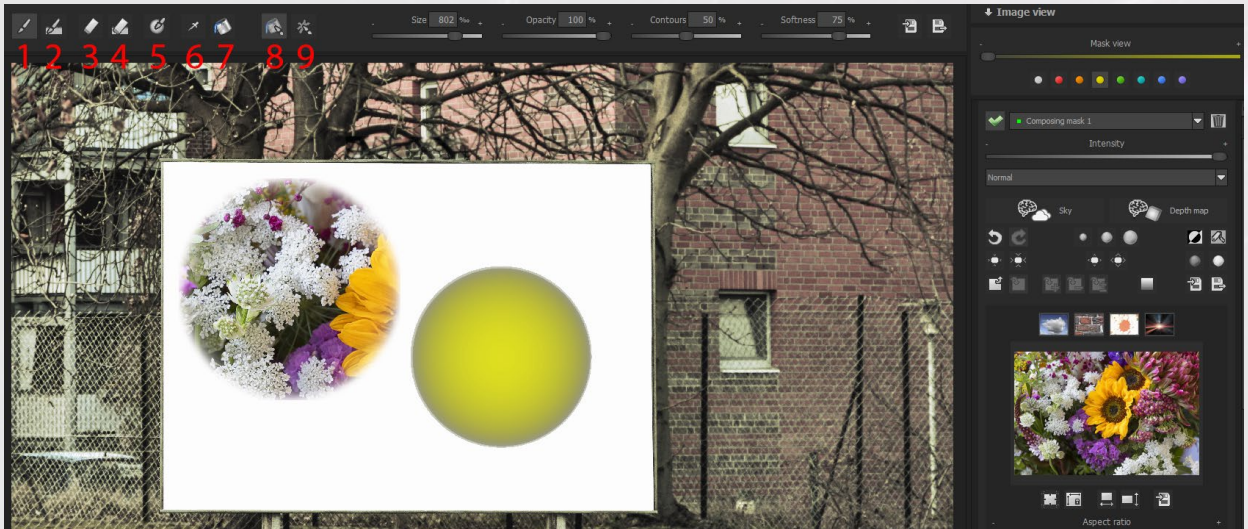 Size 802 ‰ Opacity 100 % Contours 50 % Softness 75 %
1 2 3 4 5 6 7 8 9
Image view
Mask view
Composing mask 1
Intensity
Normal
Sky Depth map
Aspect ratio